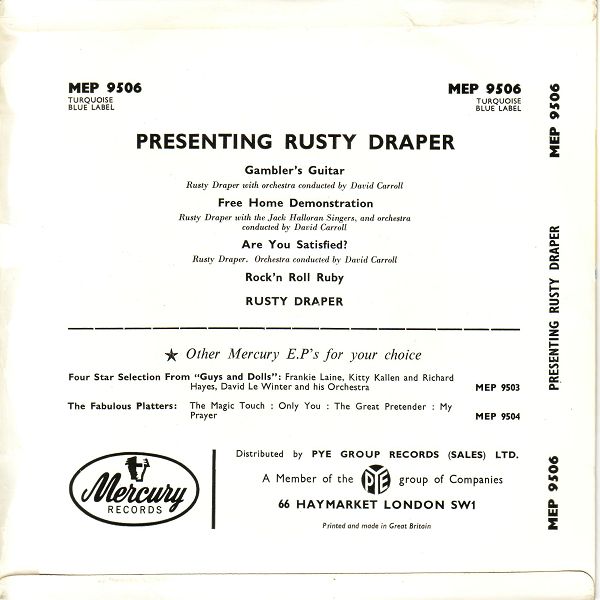 MEP 9506
TURQUOISE
BLUE LABEL
MEP 9506
TURQUOISE
BLUE LABEL
PRESENTING RUSTY DRAPER
Gambler's Guitar
Rusty Draper with orchestra conducted by David Carroll
Free Home Demonstration
Rusty Draper with the Jack Halloran Singers, and orchestra
conducted by David Carroll
Are You Satisfied?
Rusty Draper. Orchestra conducted by David Carroll
Rock'n Roll Ruby
RUSTY DRAPER
★ Other Mercury E.P's for your choice
Four Star Selection From "Guys and Dolls": Frankie Laine, Kitty Kallen and Richard
Hayes, David Le Winter and his Orchestra MEP 9503
The Fabulous Platters: The Magic Touch : Only You : The Great Pretender : My
Prayer MEP 9504
Mercury
RECORDS
Distributed by PYE GROUP RECORDS (SALES) LTD.
A Member of the PYE group of Companies
66 HAYMARKET LONDON SW1
Printed and made in Great Britain
MEP 9506
PRESENTING RUSTY DRAPER
MEP 9506